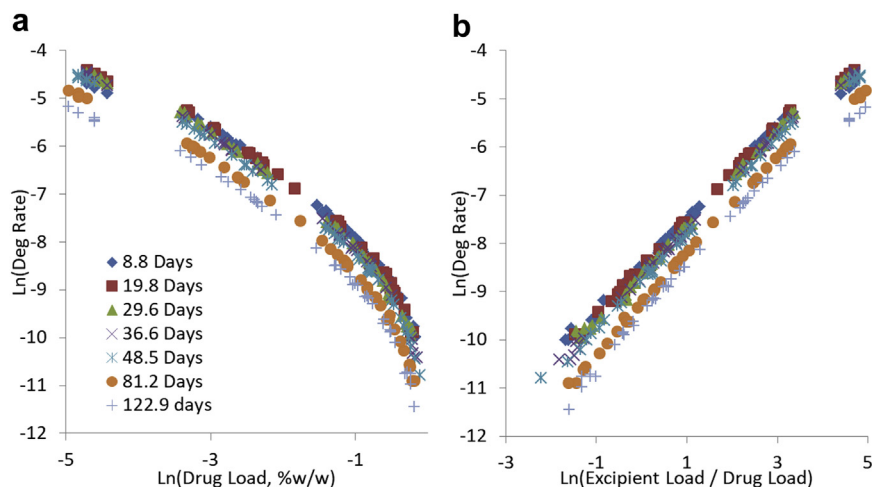 a
-4
-5
-6
-7
-8
-9
-10
-11
-12
Ln(Deg Rate)
8.8 Days
19.8 Days
29.6 Days
36.6 Days
48.5 Days
81.2 Days
122.9 days
-5
-3
-1
Ln(Drug Load, %w/w)
b
-4
-5
-6
-7
-8
-9
-10
-11
-12
Ln(Deg Rate)
-3
-1
1
3
5
Ln(Excipient Load / Drug Load)